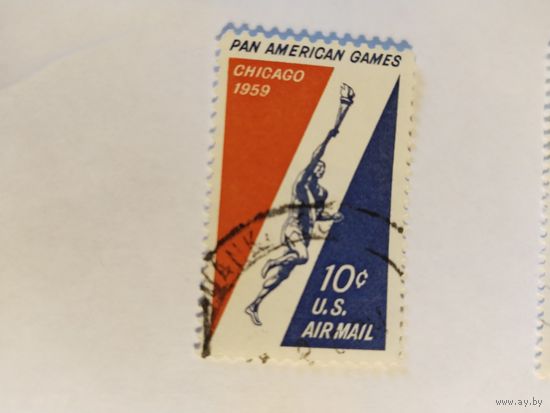 PAN AMERICAN GAMES
CHICAGO
1959
10¢
U.S.
AIR MAIL
www.ay.by